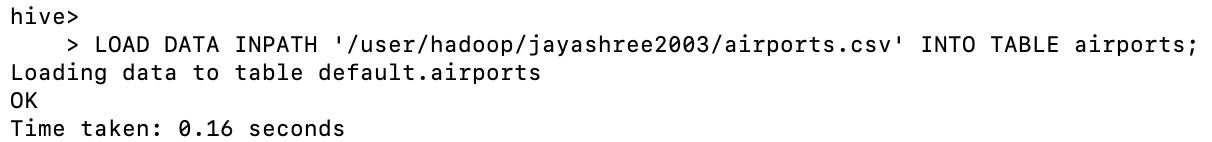 hive>
    > LOAD DATA INPATH '/user/hadoop/jayashree2003/airports.csv' INTO TABLE airports;
Loading data to table default.airports
OK
Time taken: 0.16 seconds